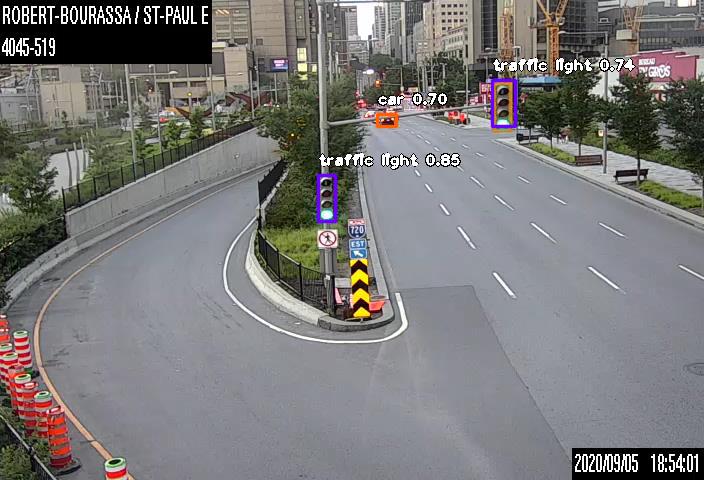 ROBERT-BOURASSA / ST-PAUL E
4045-519
traffic light 0.74
car 0.70
traffic light 0.85
720
EST
2020/09/05 18:54:01